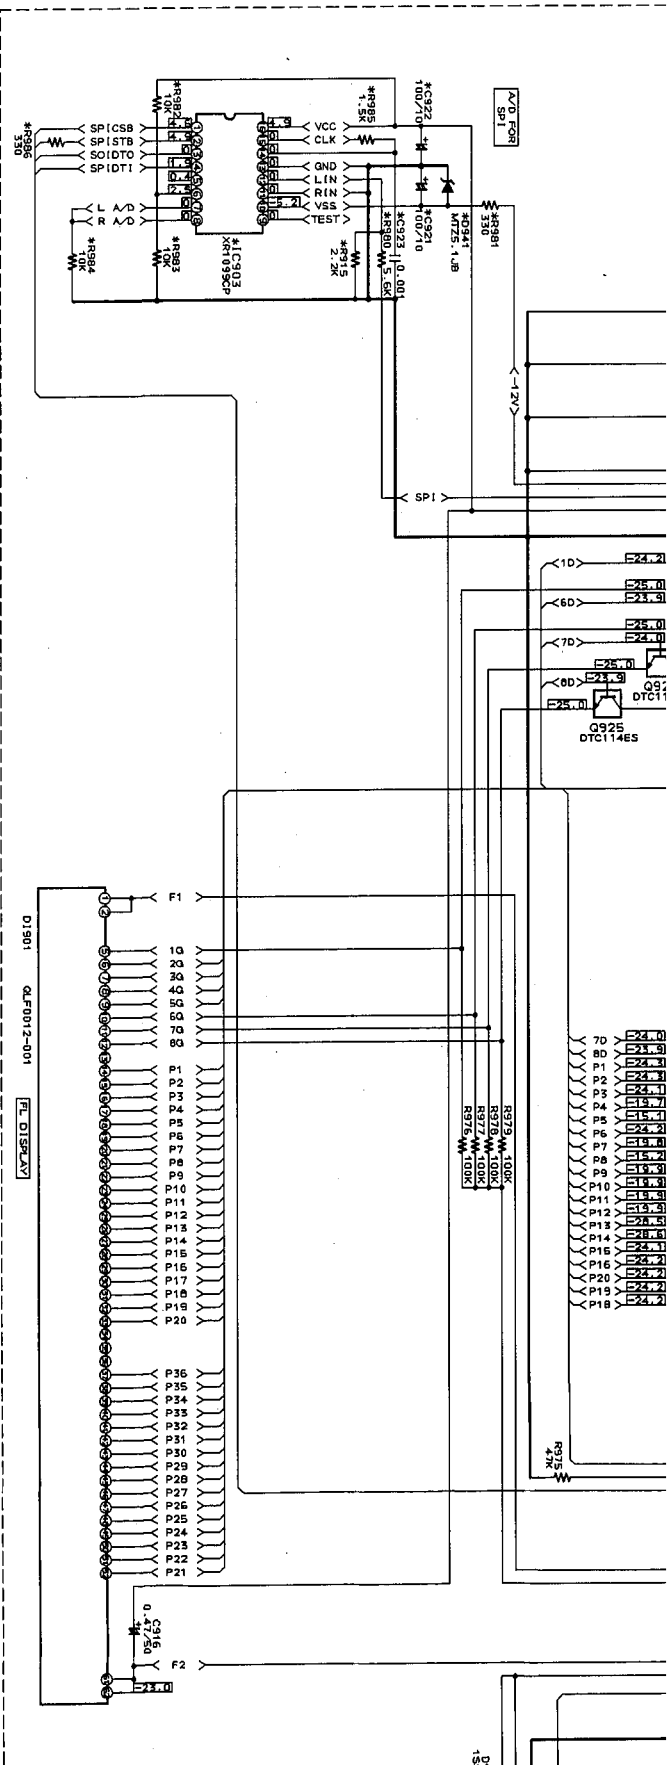 A/D FOR
SPI
*R982
10K
*R985
1.5K
*C922
100/10
*R986
330
SPICSB
SPISTB
SOIDTO
SPIDTI
L A/D
R A/D
4.9
VCC
CLK
GND
LIN
RIN
VSS
TEST
-5.2
*IC903
XR1099CP
*R984
10K
*R983
10K
*R915
2.2K
*R980
5.6K
*C923
0.001
*C921
100/10
*D941
MTZ5.1JB
*R981
330
-12V
SPI
1D
-24.2
-25.0
6D
-23.9
-25.0
7D
-24.0
-25.0
8D
-23.9
-25.0
Q925
DTC114ES
F1
1G
2G
3G
4G
5G
6G
7G
8G
P1
P2
P3
P4
P5
P6
P7
P8
P9
P10
P11
P12
P13
P14
P15
P16
P17
P18
P19
P20
P36
P35
P34
P33
P32
P31
P30
P29
P28
P27
P26
P25
P24
P23
P22
P21
DI901 QLF0012-001 FL DISPLAY
R976 100K
R977 100K
R978 100K
R979 100K
7D -24.0
8D -23.9
P1 -24.3
P2 -24.3
P3 -24.1
P4 -19.7
P5 -15.1
P6 -24.2
P7 -19.8
P8 -15.2
P9 -19.9
P10 -19.9
P11 -19.9
P12 -19.9
P13 -28.5
P14 -28.6
P15 -24.1
P16 -24.2
P20 -24.2
P19 -24.2
P18 -24.2
R975
47K
C916
0.47/50
F2
-23.0